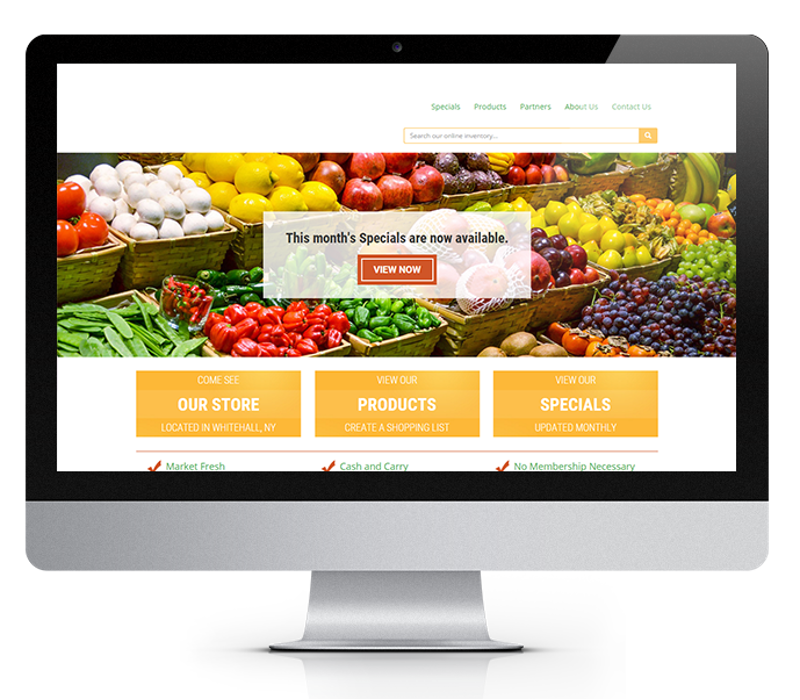 Specials Products Partners About Us Contact Us
Search our online inventory...
This month's Specials are now available.
VIEW NOW
COME SEE
OUR STORE
LOCATED IN WHITEHALL, NY
VIEW OUR
PRODUCTS
CREATE A SHOPPING LIST
VIEW OUR
SPECIALS
UPDATED MONTHLY
Market Fresh
Cash and Carry
No Membership Necessary